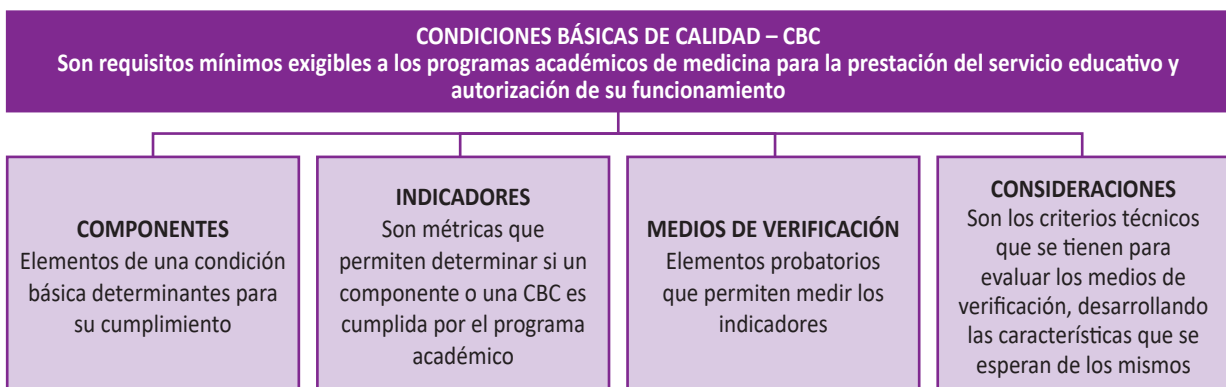 CONDICIONES BÁSICAS DE CALIDAD – CBC
Son requisitos mínimos exigibles a los programas académicos de medicina para la prestación del servicio educativo y
autorización de su funcionamiento
COMPONENTES
Elementos de una condición
básica determinantes para
su cumplimiento
INDICADORES
Son métricas que
permiten determinar si un
componente o una CBC es
cumplida por el programa
académico
MEDIOS DE VERIFICACIÓN
Elementos probatorios
que permiten medir los
indicadores
CONSIDERACIONES
Son los criterios técnicos
que se tienen para
evaluar los medios de
verificación, desarrollando
las características que se
esperan de los mismos